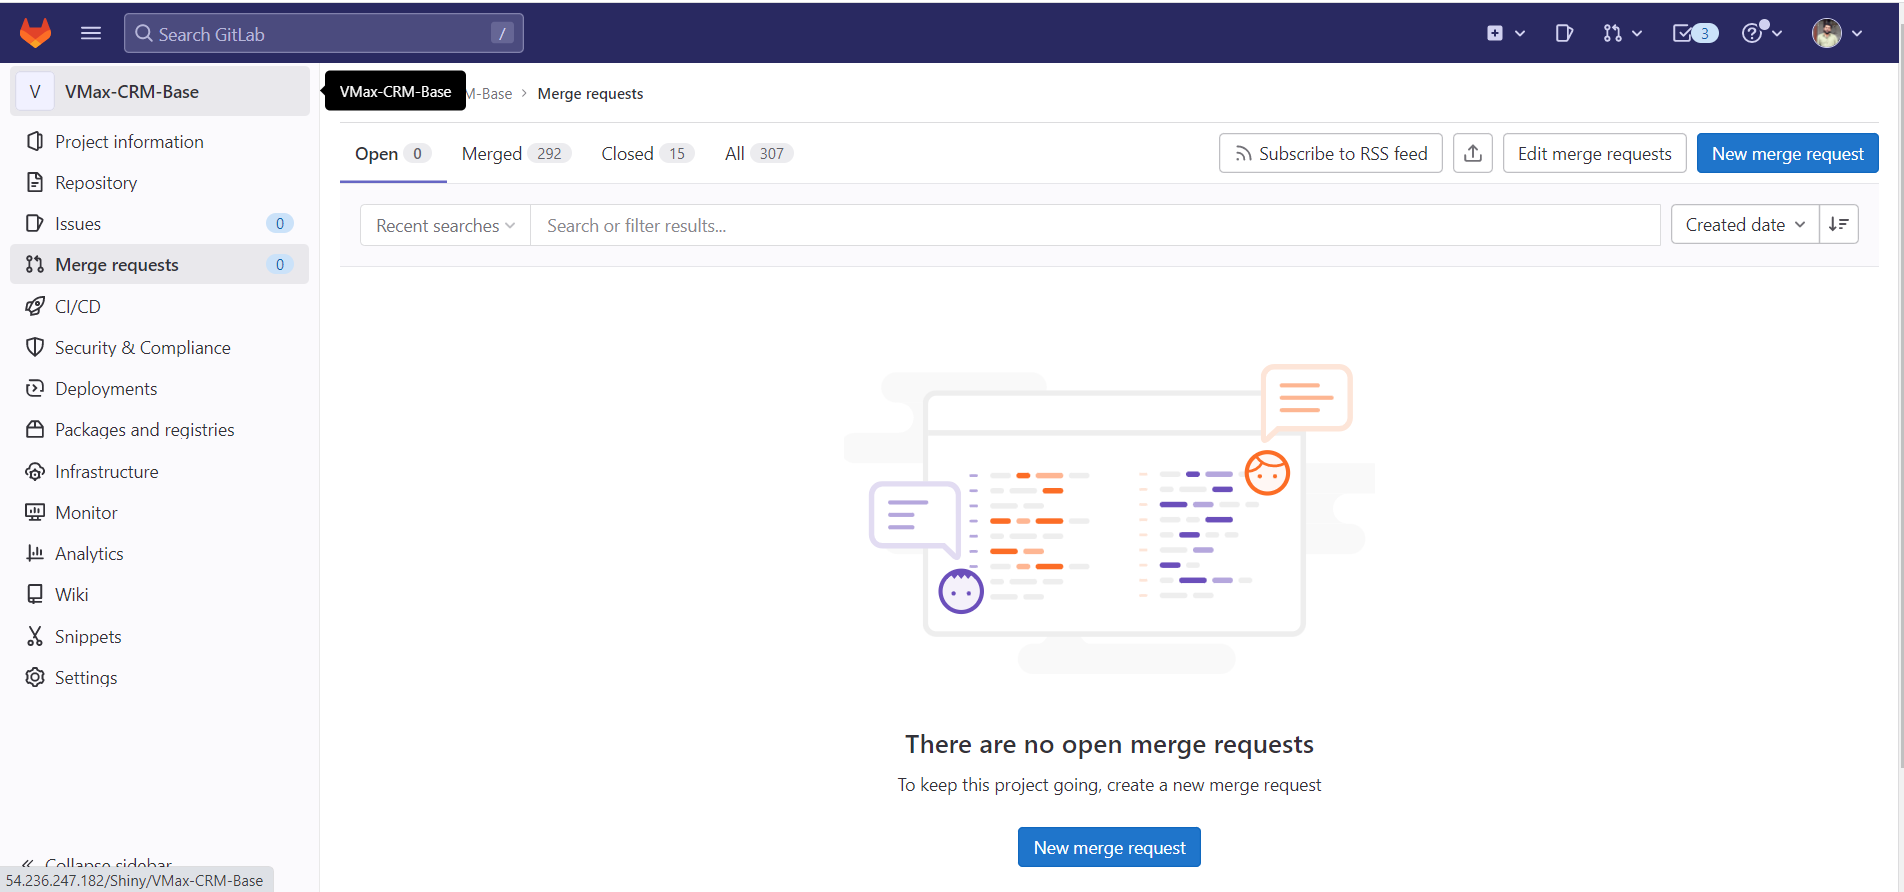 Search GitLab
/
3
V
VMax-CRM-Base
VMax-CRM-Base
M-Base
Merge requests
Project information
Repository
Issues
0
Merge requests
0
CI/CD
Security & Compliance
Deployments
Packages and registries
Infrastructure
Monitor
Analytics
Wiki
Snippets
Settings
Collapse sidebar
54.236.247.182/Shiny/VMax-CRM-Base
Open 0
Merged 292
Closed 15
All 307
Subscribe to RSS feed
Edit merge requests
New merge request
Recent searches
Search or filter results...
Created date
There are no open merge requests
To keep this project going, create a new merge request
New merge request